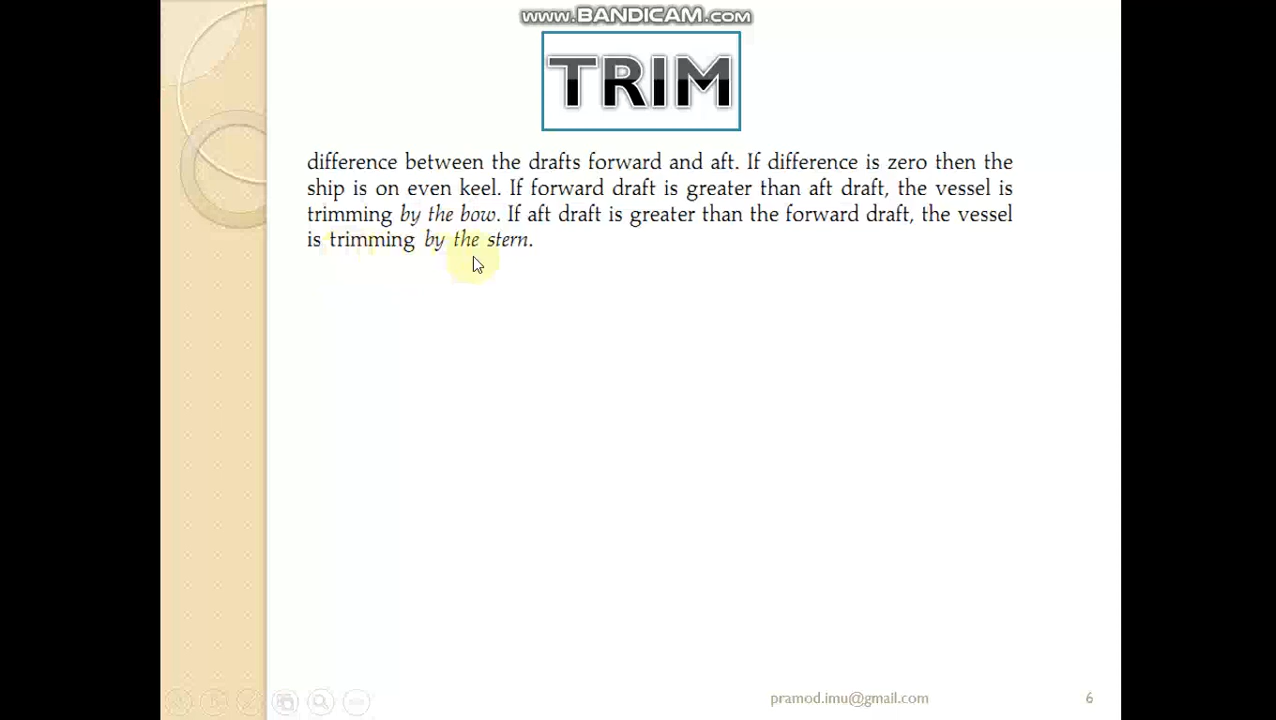 www.BANDICAM.com
TRIM
difference between the drafts forward and aft. If difference is zero then the
ship is on even keel. If forward draft is greater than aft draft, the vessel is
trimming by the bow. If aft draft is greater than the forward draft, the vessel
is trimming by the stern.
pramod.imu@gmail.com 6